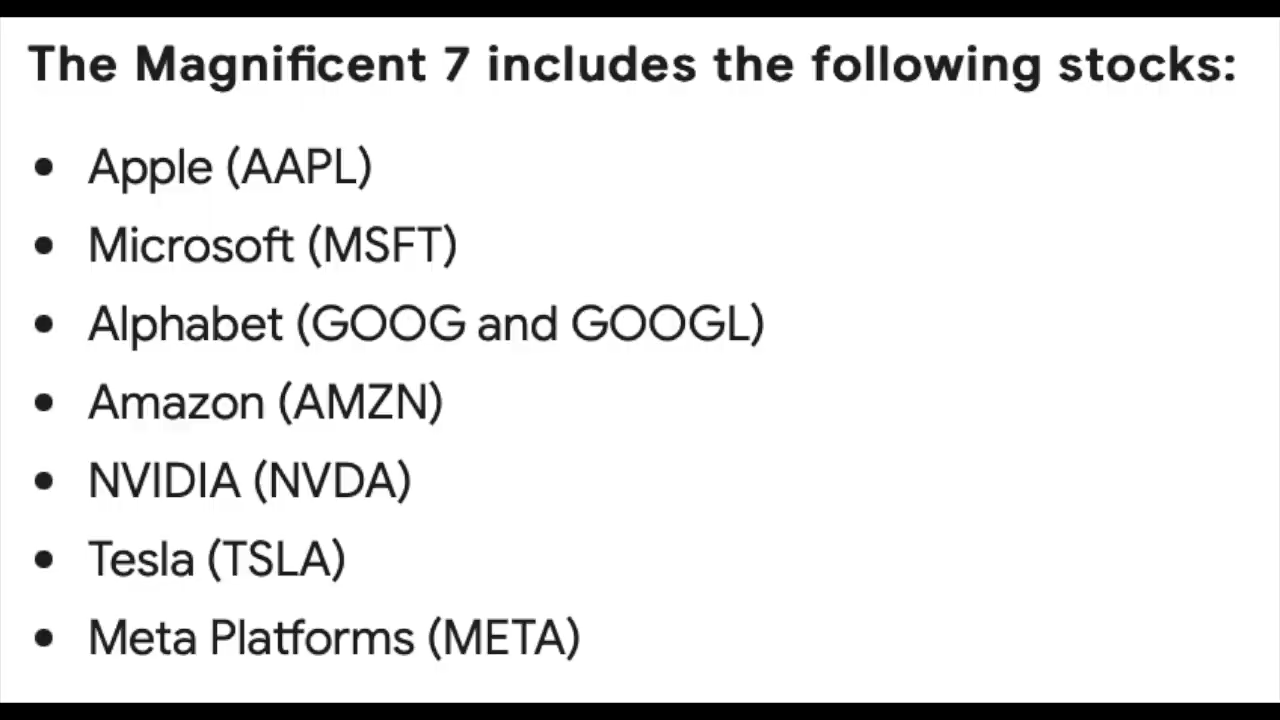 The Magnificent 7 includes the following stocks:
• Apple (AAPL)
• Microsoft (MSFT)
• Alphabet (GOOG and GOOGL)
• Amazon (AMZN)
• NVIDIA (NVDA)
• Tesla (TSLA)
• Meta Platforms (META)